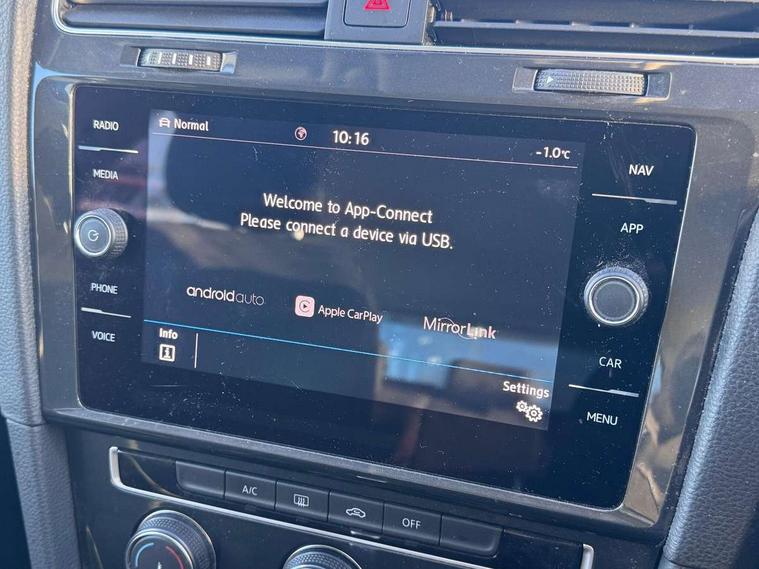 RADIO
MEDIA
PHONE
VOICE
Normal
10:16
-1.0°C
Welcome to App-Connect
Please connect a device via USB.
androidauto
Apple CarPlay
MirrorLink
Info
Settings
NAV
APP
CAR
MENU
A/C
OFF